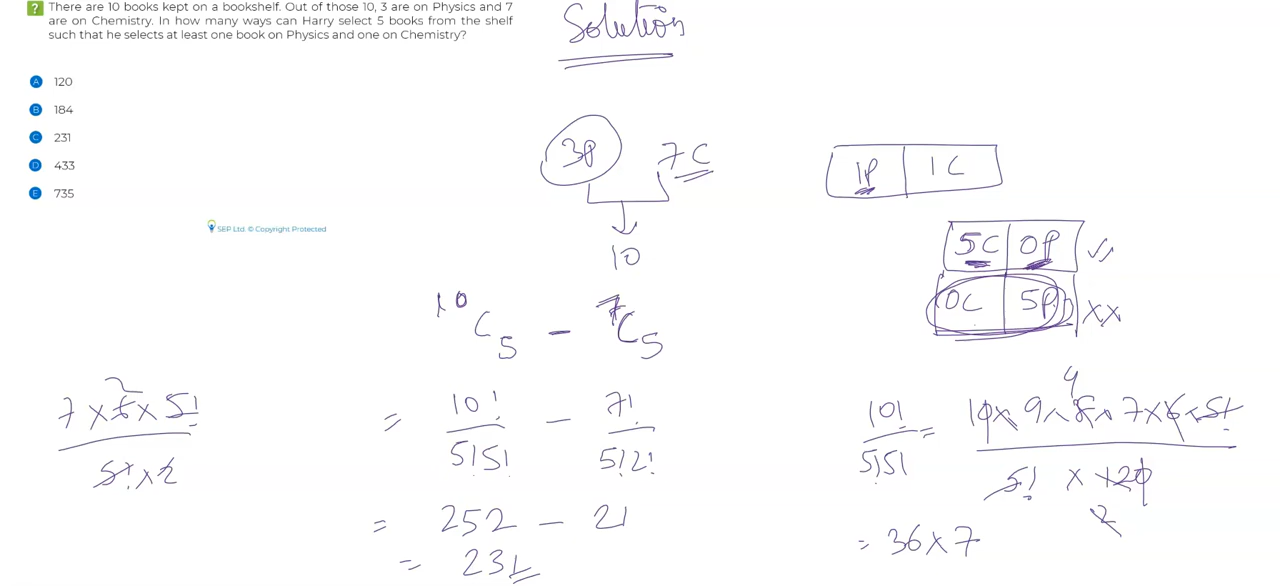 ? There are 10 books kept on a bookshelf. Out of those 10, 3 are on Physics and 7
are on Chemistry. In how many ways can Harry select 5 books from the shelf
such that he selects at least one book on Physics and one on Chemistry?
A 120
B 184
C 231
D 433
E 735
SEP Ltd. © Copyright Protected
Solution
3P 7C
10
1P 1C
5C 0P ✓
0C 5P XX
10C5 - 7C5
= 10!/5!5! - 7!/5!2!
= 252 - 21
= 231
2
7 x 6 x 5!
5! x 2
4
10!/5!5! = 10 x 9 x 8 x 7 x 6 x 5!
5! x 120
2
= 36 x 7